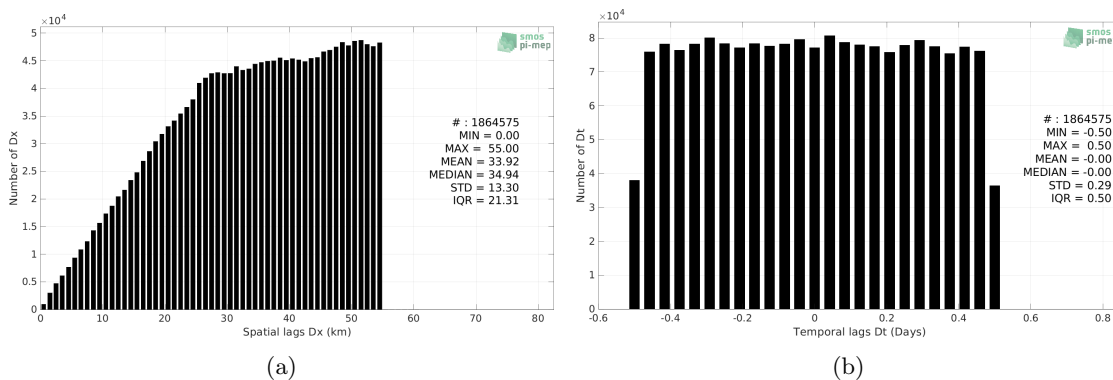 ×10⁴
5
4.5
4
3.5
3
2.5
2
1.5
1
0.5
0
Number of Dx
0 10 20 30 40 50 60 70 80
Spatial lags Dx (km)
smos
pi-mep
# : 1864575
MIN = 0.00
MAX = 55.00
MEAN = 33.92
MEDIAN = 34.94
STD = 13.30
IQR = 21.31
(a)
×10⁴
8
7
6
5
4
3
2
1
0
Number of Dt
-0.6 -0.4 -0.2 0 0.2 0.4 0.6 0.8
Temporal lags Dt (Days)
smos
pi-mep
# : 1864575
MIN = -0.50
MAX = 0.50
MEAN = -0.00
MEDIAN = -0.00
STD = 0.29
IQR = 0.50
(b)